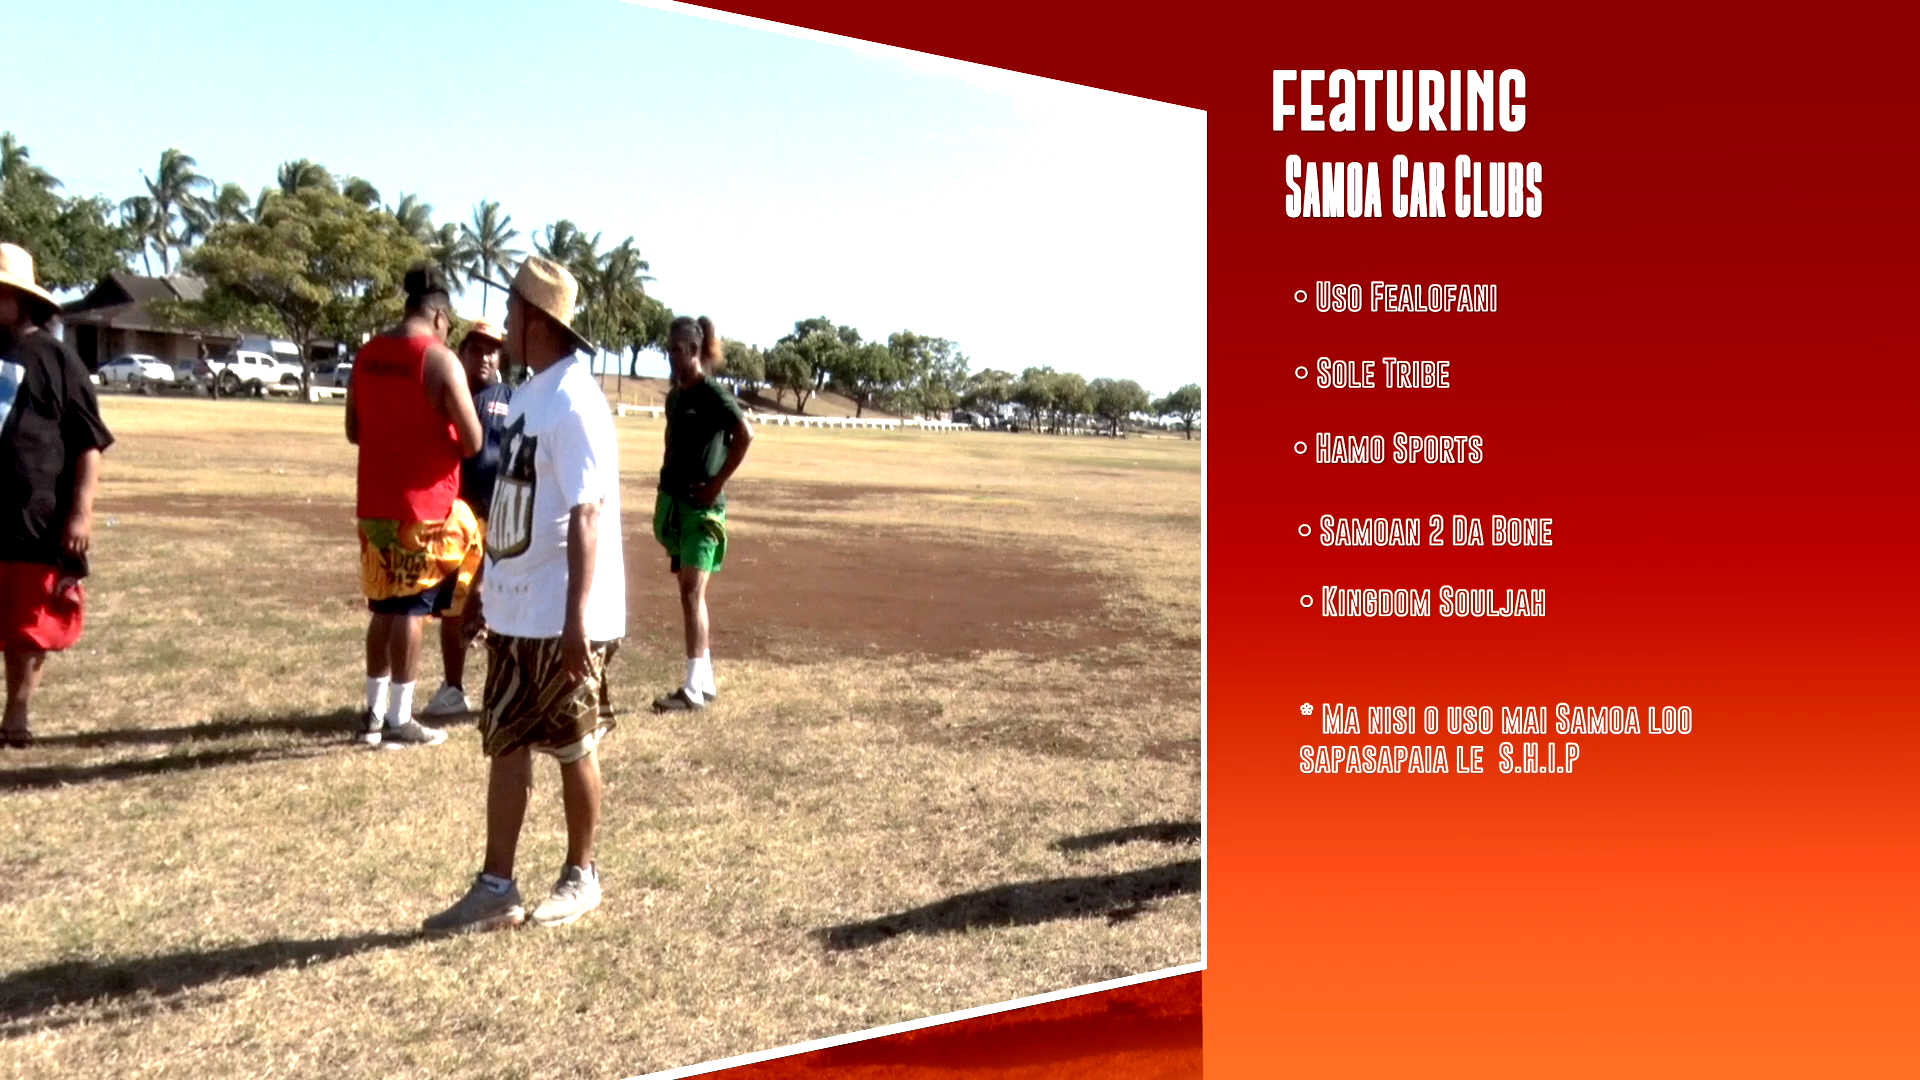 FEATURING
SAMOA CAR CLUBS
○ USO FEALOFANI
○ SOLE TRIBE
○ HAMO SPORTS
○ SAMOAN 2 DA BONE
○ KINGDOM SOULJAH
* MA NISI O USO MAI SAMOA LOO
SAPASAPAIA LE S.H.I.P